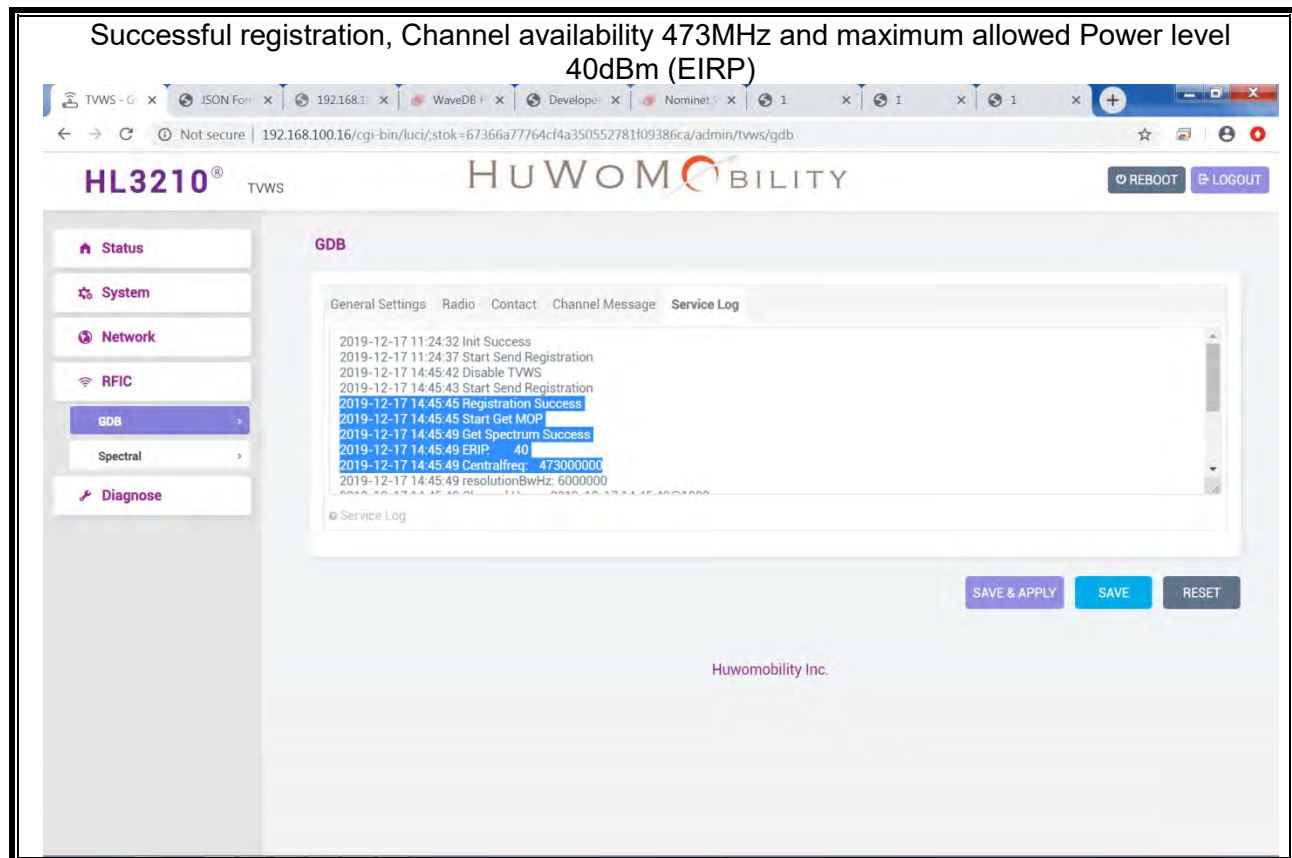 Successful registration, Channel availability 473MHz and maximum allowed Power level
40dBm (EIRP)
TVWS - G JSON For 192.168.1 WaveDB F Develope Nominet 1 1 1
Not secure 192.168.100.16/cgi-bin/luci/;stok=67366a77764cf4a350552781f09386ca/admin/tvws/gdb
HL3210® TVWS HUWOMOBILITY REBOOT LOGOUT
Status
System
Network
RFIC
GDB
Spectral
Diagnose
GDB
General Settings Radio Contact Channel Message Service Log
2019-12-17 11:24:32 Init Success
2019-12-17 11:24:37 Start Send Registration
2019-12-17 14:45:42 Disable TVWS
2019-12-17 14:45:43 Start Send Registration
2019-12-17 14:45:45 Registration Success
2019-12-17 14:45:45 Start Get MOP
2019-12-17 14:45:49 Get Spectrum Success
2019-12-17 14:45:49 ERIP: 40
2019-12-17 14:45:49 Centralfreq: 473000000
2019-12-17 14:45:49 resolutionBwHz: 6000000
Service Log
SAVE & APPLY SAVE RESET
Huwomobility Inc.